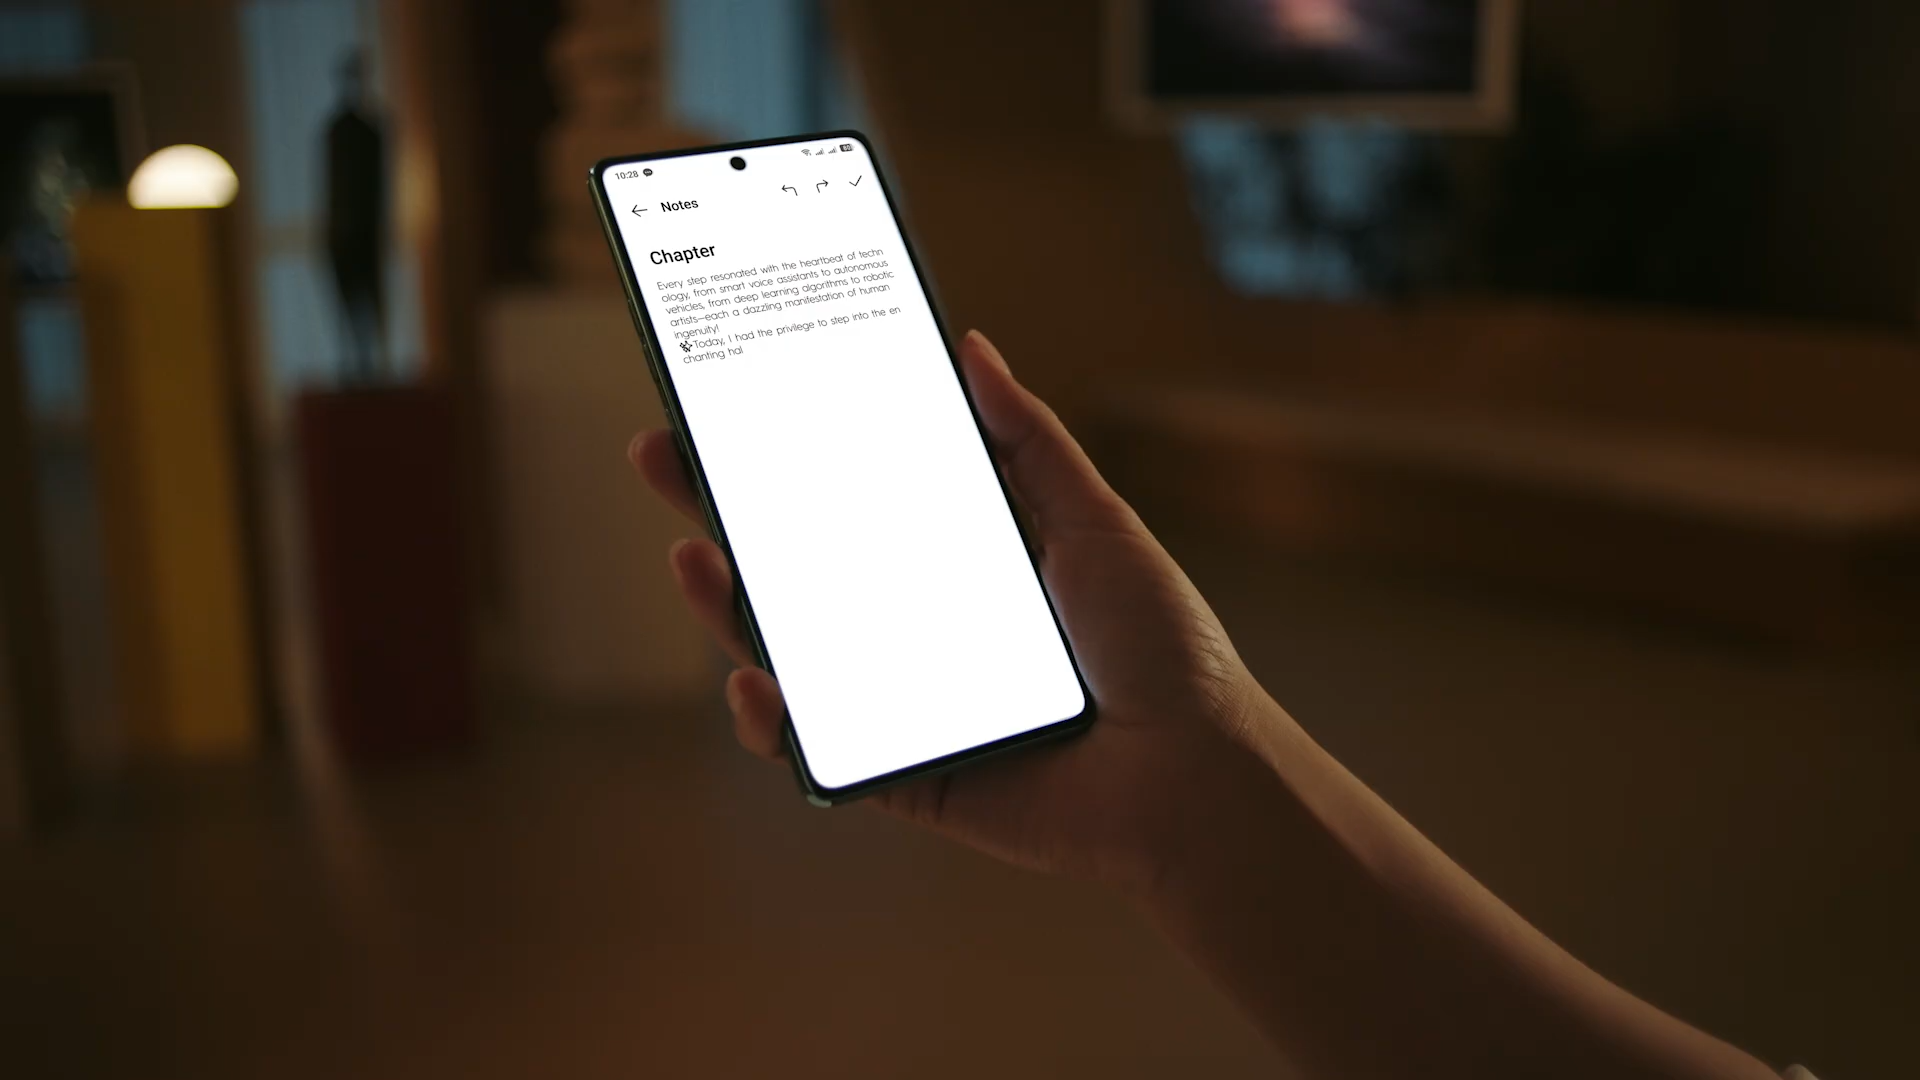 10:28
80
Notes
Chapter
Every step resonated with the heartbeat of techn
ology, from smart voice assistants to autonomous
vehicles, from deep learning algorithms to robotic
artists—each a dazzling manifestation of human
ingenuity!
Today, I had the privilege to step into the en
chanting hal